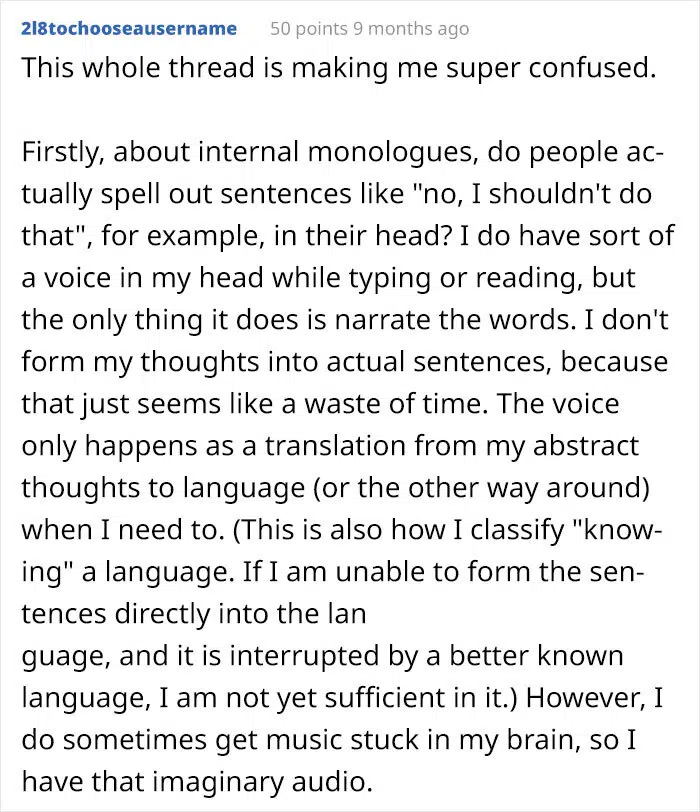 2l8tochooseausername 50 points 9 months ago
This whole thread is making me super confused.
Firstly, about internal monologues, do people ac-
tually spell out sentences like "no, I shouldn't do
that", for example, in their head? I do have sort of
a voice in my head while typing or reading, but
the only thing it does is narrate the words. I don't
form my thoughts into actual sentences, because
that just seems like a waste of time. The voice
only happens as a translation from my abstract
thoughts to language (or the other way around)
when I need to. (This is also how I classify "know-
ing" a language. If I am unable to form the sen-
tences directly into the lan
guage, and it is interrupted by a better known
language, I am not yet sufficient in it.) However, I
do sometimes get music stuck in my brain, so I
have that imaginary audio.